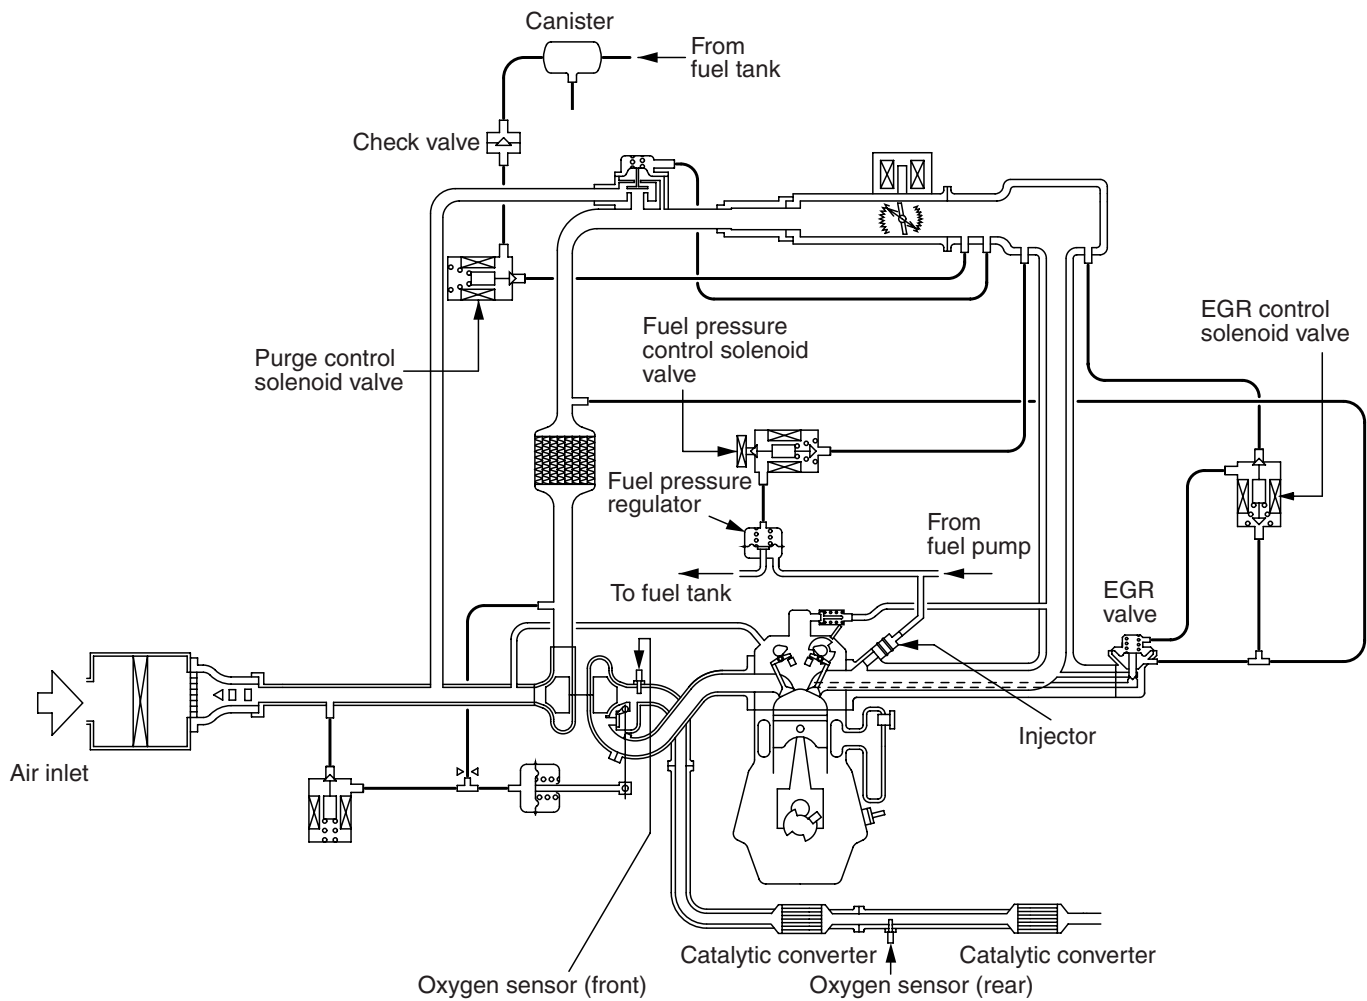 Canister
From
fuel tank
Check valve
EGR control
solenoid valve
Fuel pressure
control solenoid
valve
Purge control
solenoid valve
Fuel pressure
regulator
From
fuel pump
To fuel tank
EGR
valve
Injector
Air inlet
Catalytic converter
Catalytic converter
Oxygen sensor (front)
Oxygen sensor (rear)